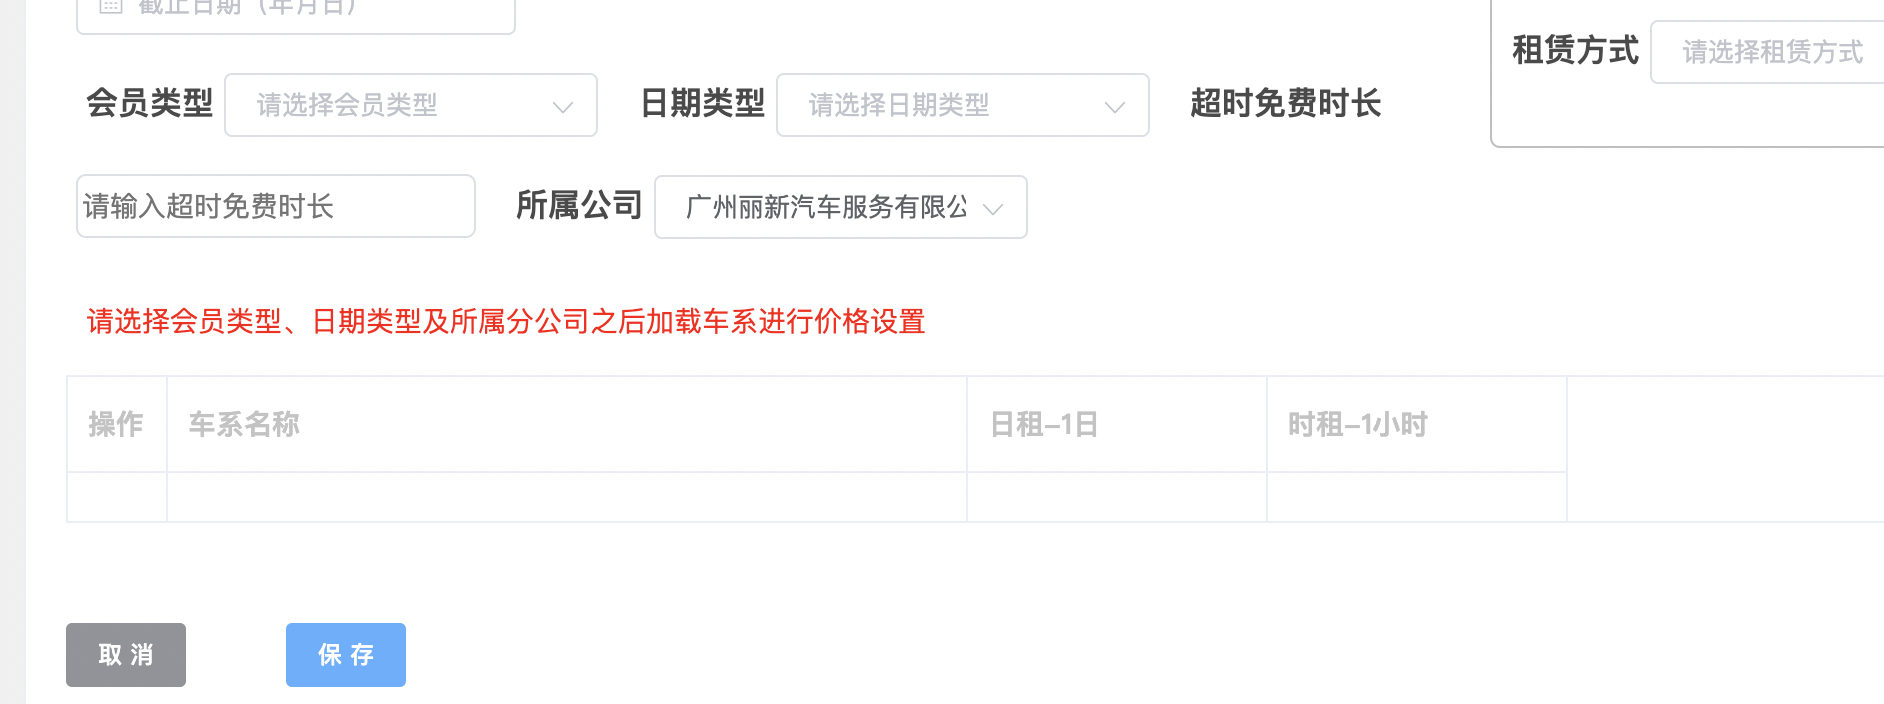 截止日期（年月日）
租赁方式 请选择租赁方式
会员类型 请选择会员类型 日期类型 请选择日期类型 超时免费时长
请输入超时免费时长 所属公司 广州丽新汽车服务有限公
请选择会员类型、日期类型及所属分公司之后加载车系进行价格设置
操作 车系名称 日租-1日 时租-1小时
取 消 保 存